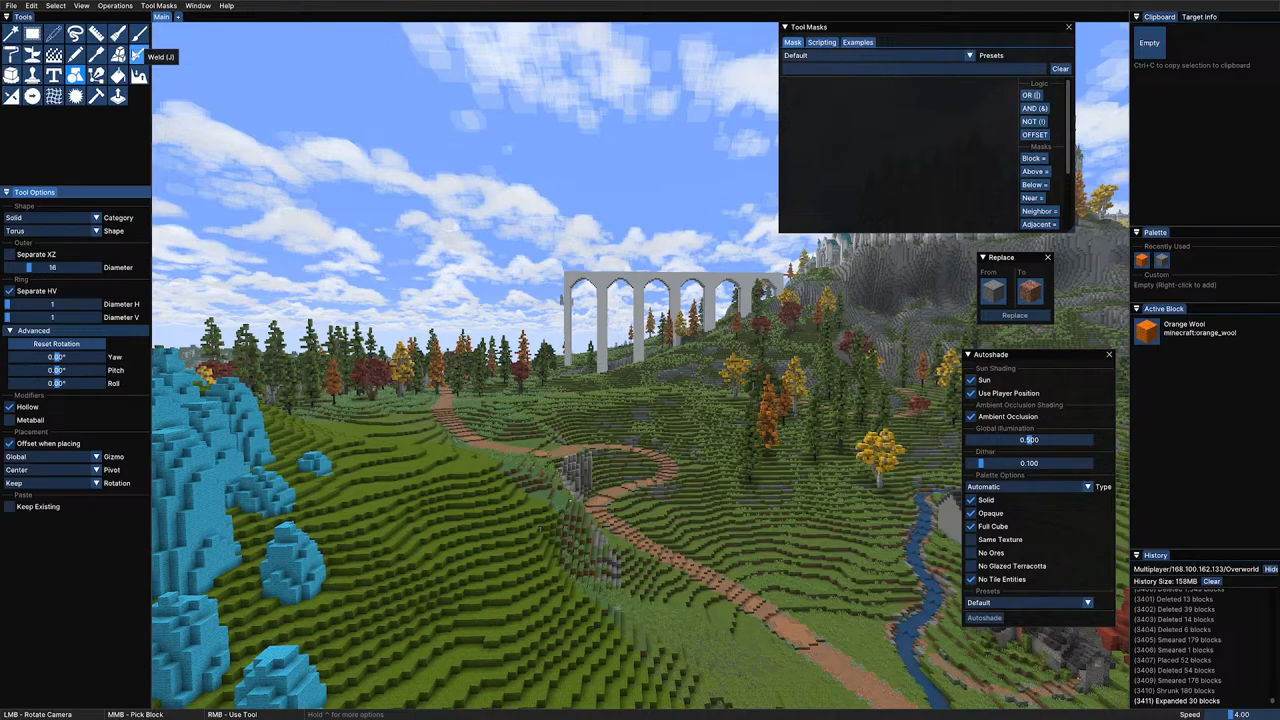 File Edit Select View Operations Tool Masks Window Help
Tools
Weld (J)
Tool Options
Shape
Solid Category
Torus Shape
Outer
Separate XZ
16 Diameter
Ring
Separate HV
1 Diameter H
1 Diameter V
Advanced
Reset Rotation
0.00° Yaw
0.00° Pitch
0.00° Roll
Modifiers
Hollow
Metaball
Placement
Offset when placing
Global Gizmo
Center Pivot
Keep Rotation
Paste
Keep Existing
Main +
Tool Masks
Mask Scripting Examples
Default Presets
Clear
Logic
OR (|)
AND (&)
NOT (!)
OFFSET
Masks
Block =
Above =
Below =
Near =
Neighbor =
Adjacent =
Replace
From To
Replace
Autoshade
Sun Shading
Sun
Use Player Position
Ambient Occlusion Shading
Ambient Occlusion
Global Illumination
0.500
Dither
0.100
Palette Options
Automatic Type
Solid
Opaque
Full Cube
Same Texture
No Ores
No Glazed Terracotta
No Tile Entities
Presets
Default
Autoshade
Clipboard Target Info
Empty
Ctrl+C to copy selection to clipboard
Palette
Recently Used
Custom
Empty (Right-click to add)
Active Block
Orange Wool
minecraft:orange_wool
History
Multiplayer/168.100.162.133/Overworld Hide
History Size: 158MB Clear
(3401) Deleted 13 blocks
(3402) Deleted 39 blocks
(3403) Deleted 14 blocks
(3404) Deleted 6 blocks
(3405) Smeared 179 blocks
(3406) Smeared 1 blocks
(3407) Placed 52 blocks
(3408) Deleted 54 blocks
(3409) Smeared 176 blocks
(3410) Shrunk 180 blocks
(3411) Expanded 30 blocks
LMB - Rotate Camera MMB - Pick Block RMB - Use Tool Hold ^ for more options Speed 4.00